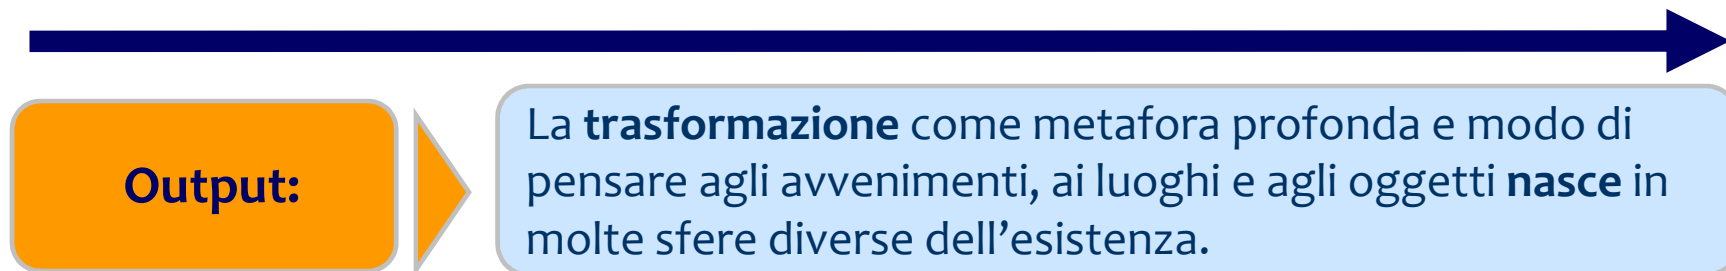 Output:
La trasformazione come metafora profonda e modo di
pensare agli avvenimenti, ai luoghi e agli oggetti nasce in
molte sfere diverse dell’esistenza.